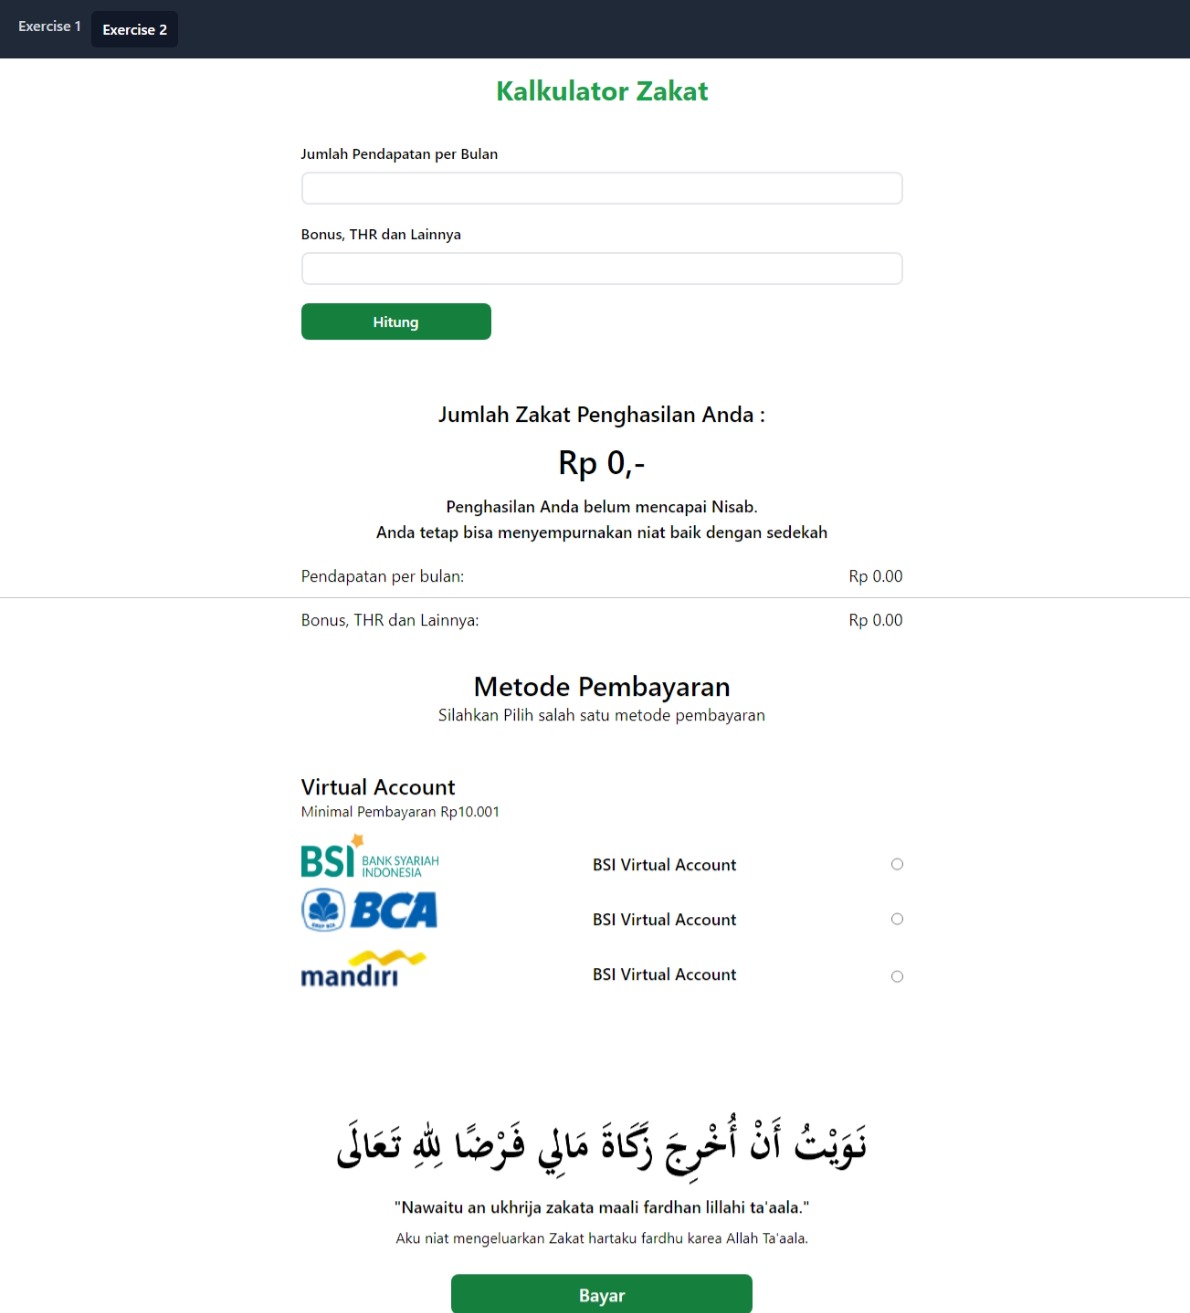 Exercise 1
Exercise 2
Kalkulator Zakat
Jumlah Pendapatan per Bulan
Bonus, THR dan Lainnya
Hitung
Jumlah Zakat Penghasilan Anda :
Rp 0,-
Penghasilan Anda belum mencapai Nisab.
Anda tetap bisa menyempurnakan niat baik dengan sedekah
Pendapatan per bulan: Rp 0.00
Bonus, THR dan Lainnya: Rp 0.00
Metode Pembayaran
Silahkan Pilih salah satu metode pembayaran
Virtual Account
Minimal Pembayaran Rp10.001
BSI BANK SYARIAH INDONESIA BSI Virtual Account
BCA BSI Virtual Account
mandırı BSI Virtual Account
نَوَيْتُ أَنْ أُخْرِجَ زَكَاةَ مَالِي فَرْضًا لِلَّهِ تَعَالَى
"Nawaitu an ukhrija zakata maali fardhan lillahi ta'aala."
Aku niat mengeluarkan Zakat hartaku fardhu karea Allah Ta'aala.
Bayar